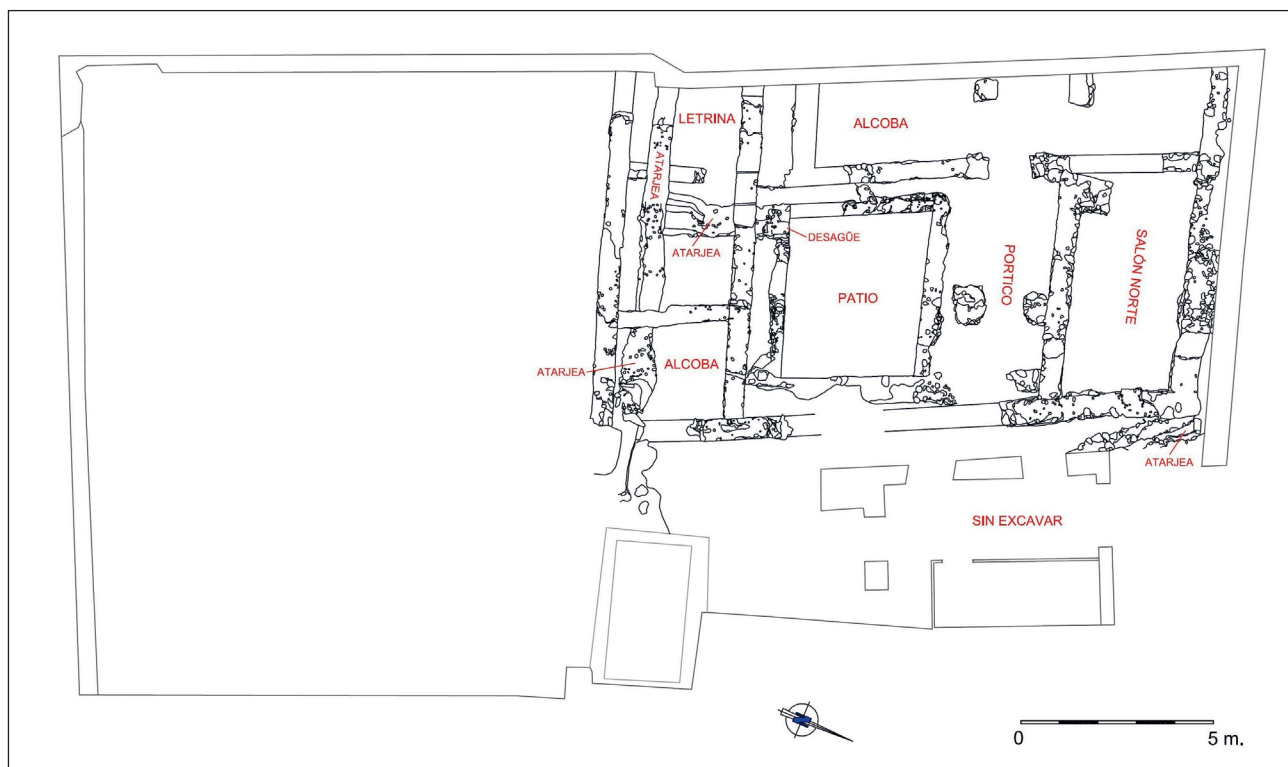 LETRINA
ALCOBA
ATARJEA
ATARJEA
DESAGÜE
PATIO
PORTICO
SALÓN NORTE
ATARJEA
ALCOBA
ATARJEA
SIN EXCAVAR
0 5 m.